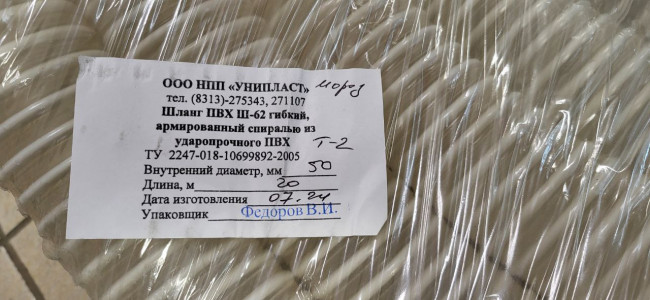 ООО НПП «УНИПЛАСТ» мороз
тел. (8313)-275343, 271107
Шланг ПВХ Ш-62 гибкий,
армированный спиралью из
ударопрочного ПВХ Т-2
ТУ 2247-018-10699892-2005
Внутренний диаметр, мм 50
Длина, м 20
Дата изготовления 07.24
Упаковщик Федоров В.И.